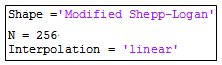 Shape ='Modified Shepp-Logan'
N = 256
Interpolation = 'linear'